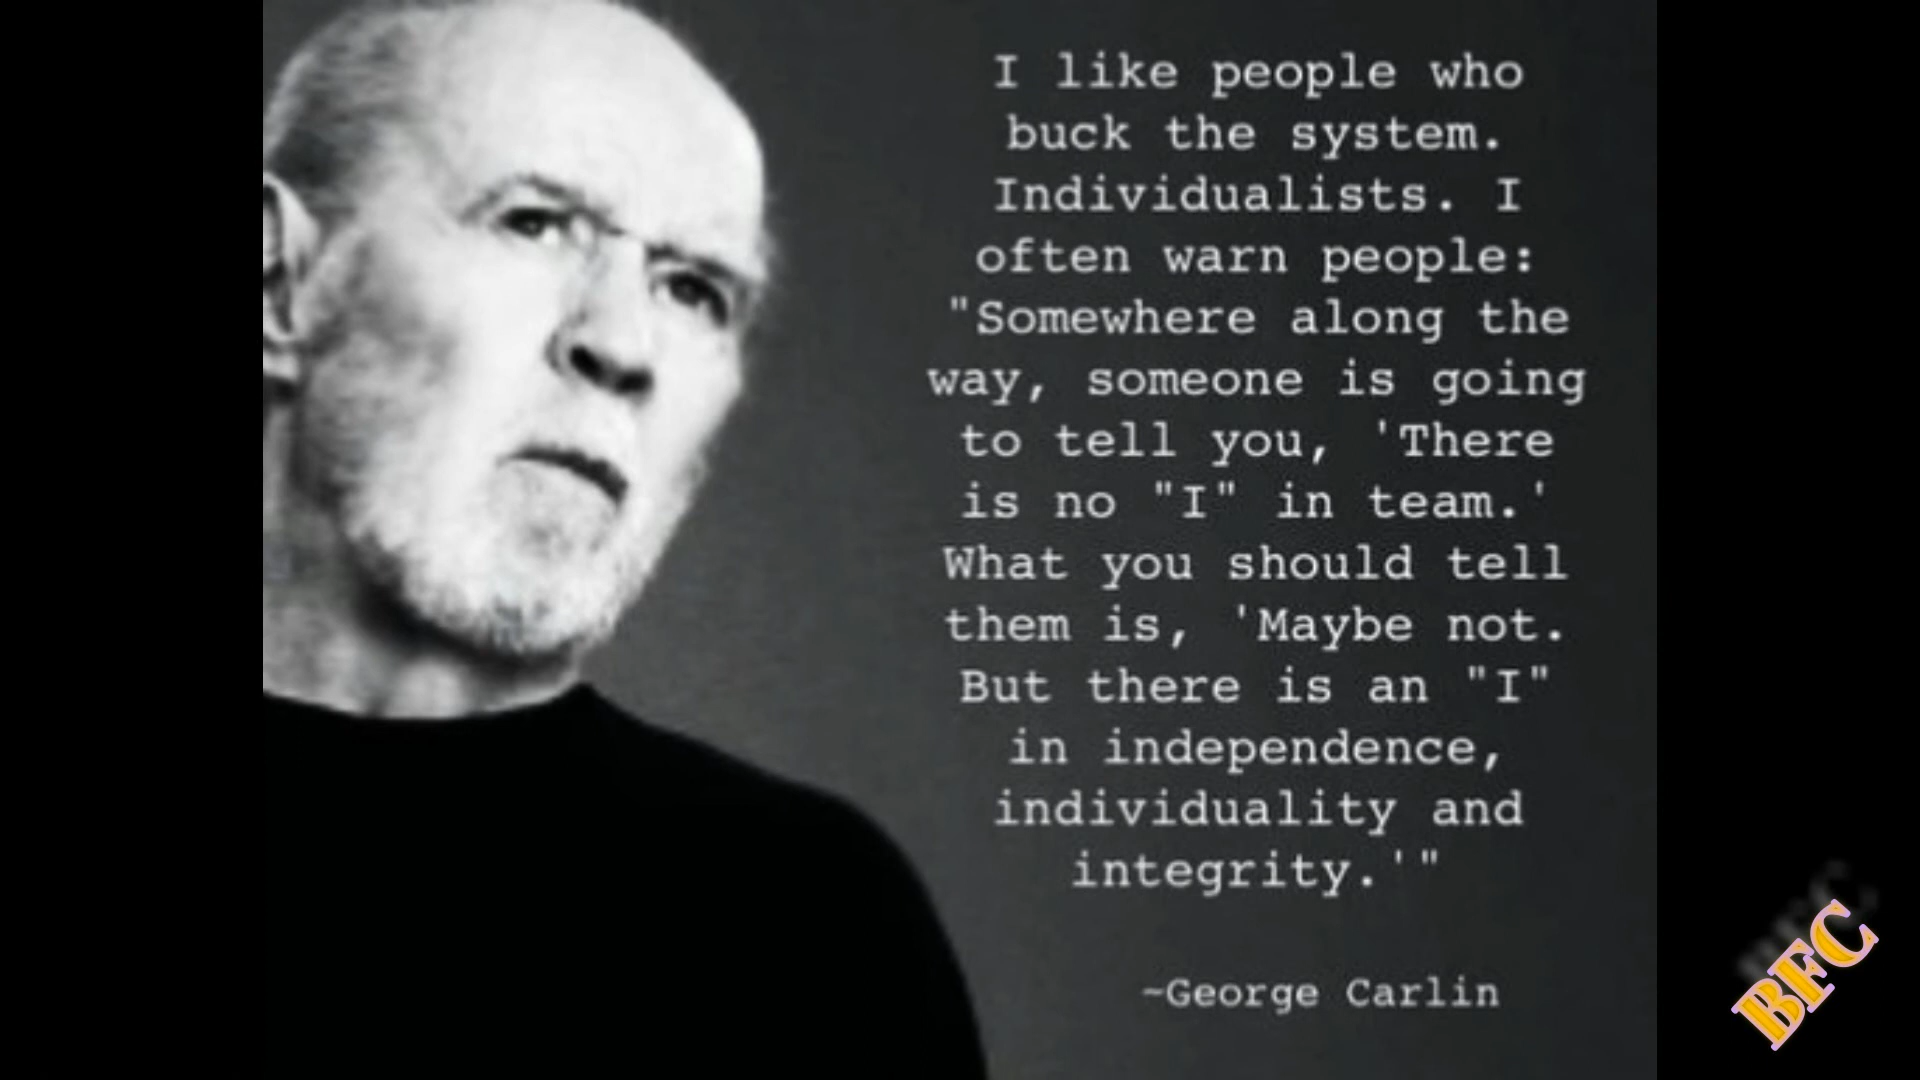 I like people who
buck the system.
Individualists. I
often warn people:
"Somewhere along the
way, someone is going
to tell you, 'There
is no "I" in team.'
What you should tell
them is, 'Maybe not.
But there is an "I"
in independence,
individuality and
integrity.'"
~George Carlin
BFC